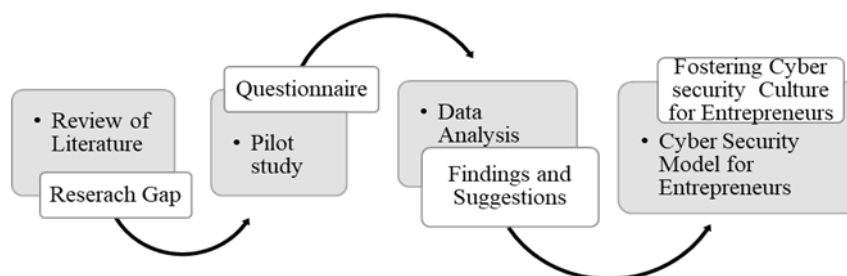 • Review of
Literature
Reserach Gap
Questionnaire
• Pilot
study
• Data
Analysis
Findings and
Suggestions
Fostering Cyber
security Culture
for Entrepreneurs
• Cyber Security
Model for
Entrepreneurs